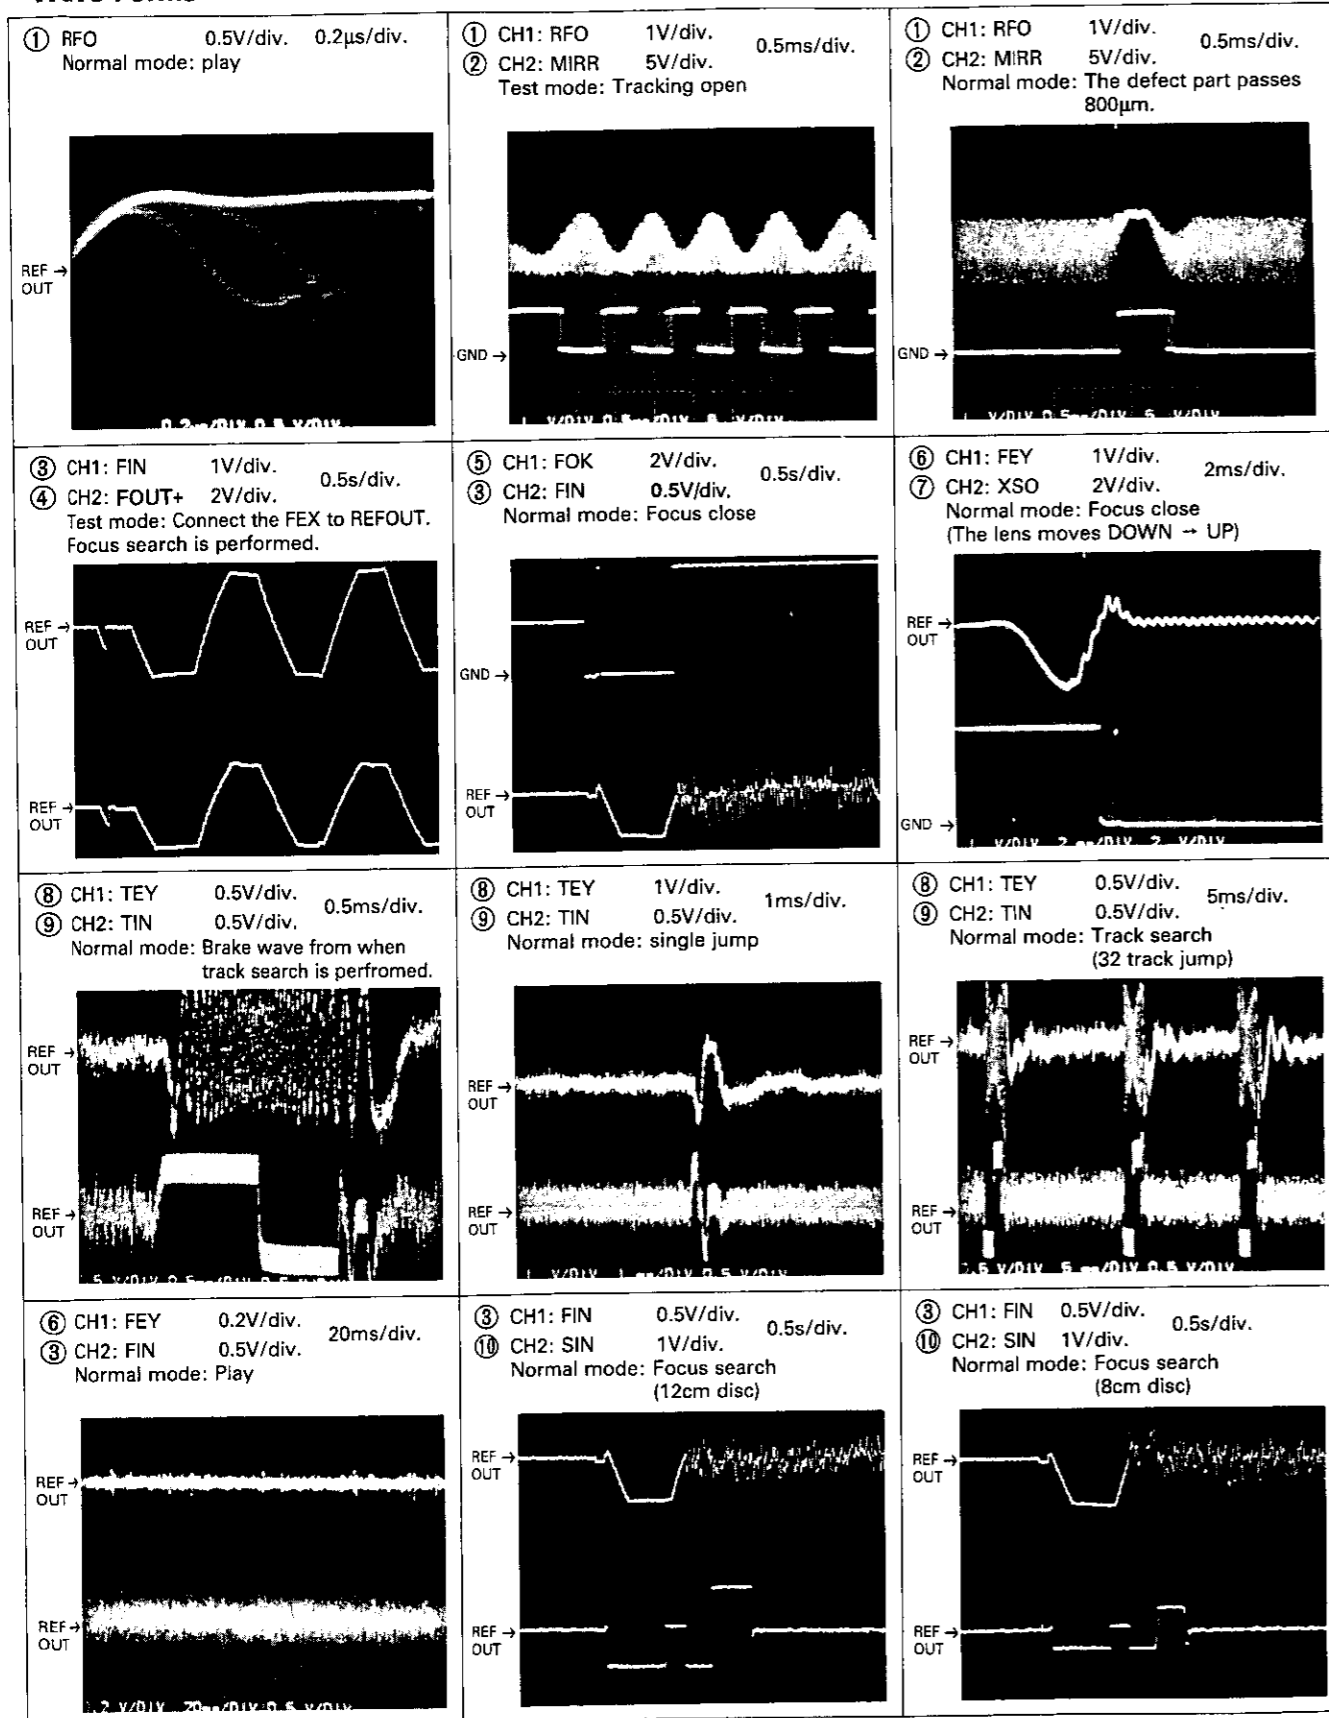 ① RFO 0.5V/div. 0.2µs/div.
Normal mode: play
REF →
OUT
0.2µ/DIV 0.5 V/DIV
① CH1: RFO 1V/div.
② CH2: MIRR 5V/div. 0.5ms/div.
Test mode: Tracking open
GND →
① CH1: RFO 1V/div.
② CH2: MIRR 5V/div. 0.5ms/div.
Normal mode: The defect part passes
800µm.
GND →
③ CH1: FIN 1V/div.
④ CH2: FOUT+ 2V/div. 0.5s/div.
Test mode: Connect the FEX to REFOUT.
Focus search is performed.
REF →
OUT
REF →
OUT
⑤ CH1: FOK 2V/div.
③ CH2: FIN 0.5V/div. 0.5s/div.
Normal mode: Focus close
GND →
REF →
OUT
⑥ CH1: FEY 1V/div.
⑦ CH2: XSO 2V/div. 2ms/div.
Normal mode: Focus close
(The lens moves DOWN → UP)
REF →
OUT
GND →
⑧ CH1: TEY 0.5V/div.
⑨ CH2: TIN 0.5V/div. 0.5ms/div.
Normal mode: Brake wave from when
track search is perfromed.
REF →
OUT
REF →
OUT
⑧ CH1: TEY 1V/div.
⑨ CH2: TIN 0.5V/div. 1ms/div.
Normal mode: single jump
REF →
OUT
REF →
OUT
⑧ CH1: TEY 0.5V/div.
⑨ CH2: TIN 0.5V/div. 5ms/div.
Normal mode: Track search
(32 track jump)
REF →
OUT
REF →
OUT
⑥ CH1: FEY 0.2V/div.
③ CH2: FIN 0.5V/div. 20ms/div.
Normal mode: Play
REF →
OUT
REF →
OUT
③ CH1: FIN 0.5V/div.
⑩ CH2: SIN 1V/div. 0.5s/div.
Normal mode: Focus search
(12cm disc)
REF →
OUT
REF →
OUT
③ CH1: FIN 0.5V/div.
⑩ CH2: SIN 1V/div. 0.5s/div.
Normal mode: Focus search
(8cm disc)
REF →
OUT
REF →
OUT